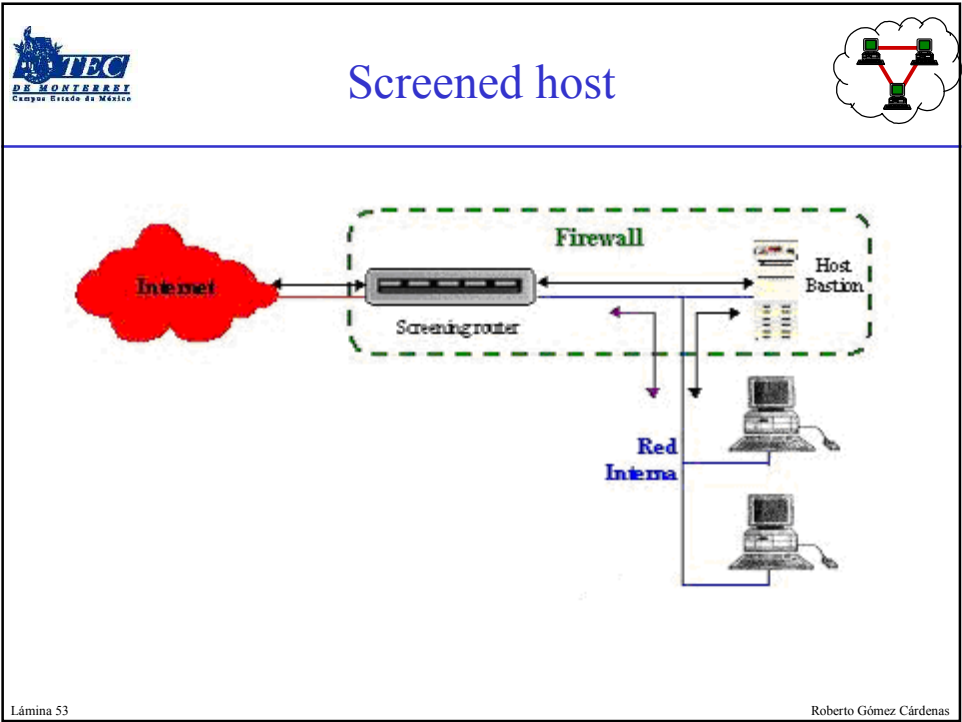 TEC
DE MONTERREY
Campus Estado de México
Screened host
Firewall
Internet
Host
Bastion
Screening router
Red
Interna
Lámina 53
Roberto Gómez Cárdenas